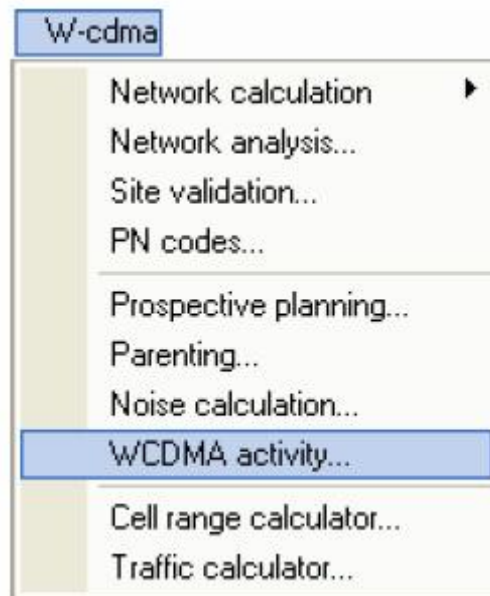 W-cdma
Network calculation
Network analysis...
Site validation...
PN codes...
Prospective planning...
Parenting...
Noise calculation...
WCDMA activity...
Cell range calculator...
Traffic calculator...